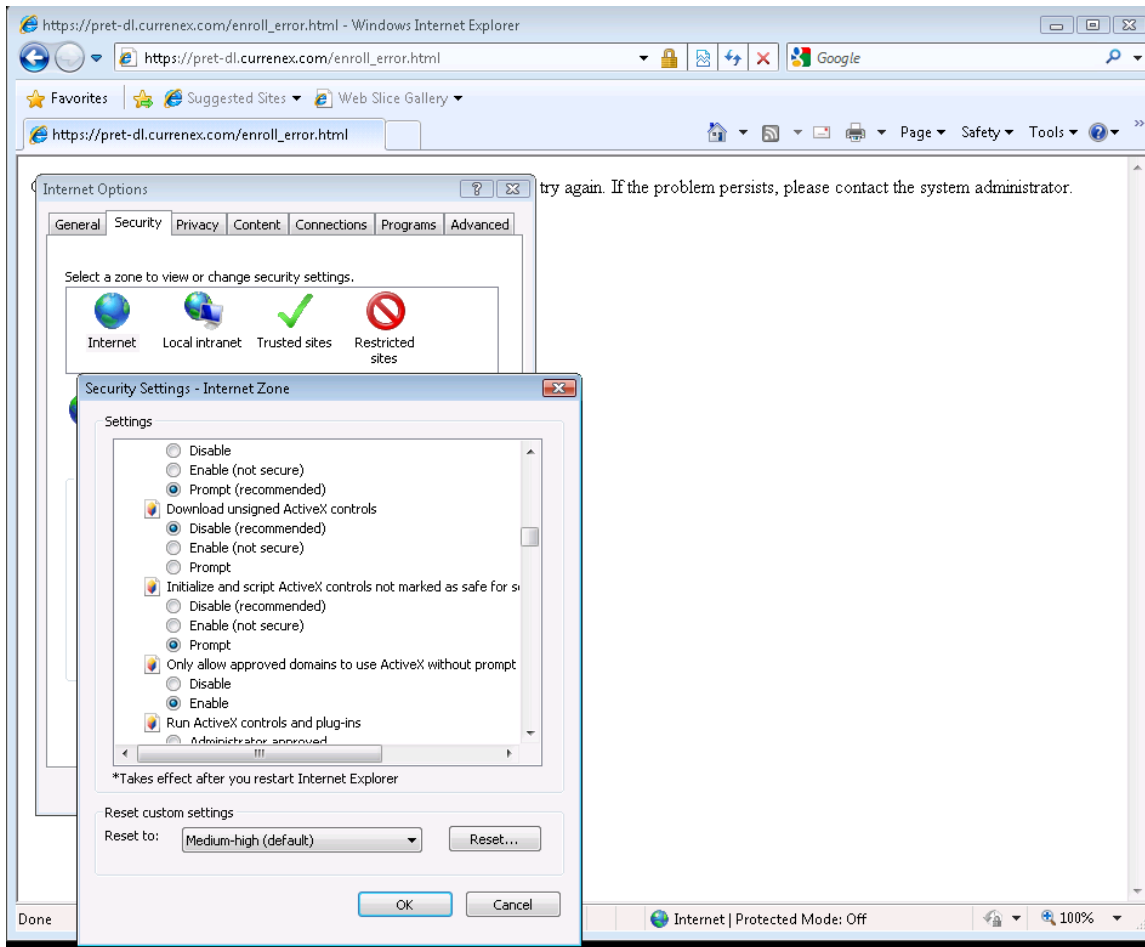 https://pret-dl.currenex.com/enroll_error.html - Windows Internet Explorer
https://pret-dl.currenex.com/enroll_error.html
Google
Favorites Suggested Sites Web Slice Gallery
https://pret-dl.currenex.com/enroll_error.html
Page Safety Tools
try again. If the problem persists, please contact the system administrator.
Internet Options
General Security Privacy Content Connections Programs Advanced
Select a zone to view or change security settings.
Internet Local intranet Trusted sites Restricted
sites
Security Settings - Internet Zone
Settings
Disable
Enable (not secure)
Prompt (recommended)
Download unsigned ActiveX controls
Disable (recommended)
Enable (not secure)
Prompt
Initialize and script ActiveX controls not marked as safe for
Disable (recommended)
Enable (not secure)
Prompt
Only allow approved domains to use ActiveX without prompt
Disable
Enable
Run ActiveX controls and plug-ins
Administrator approved
*Takes effect after you restart Internet Explorer
Reset custom settings
Reset to: Medium-high (default) Reset...
OK Cancel
Done Internet | Protected Mode: Off 100%